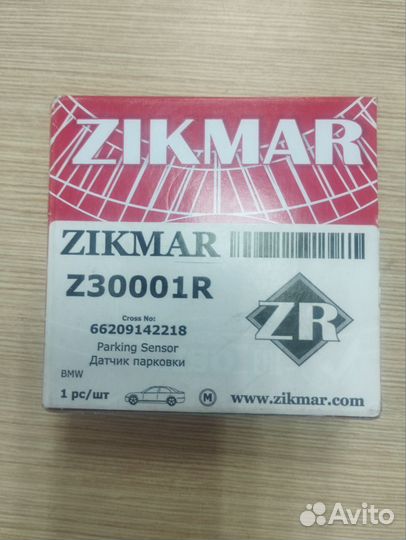 ZIKMAR
ZIKMAR
Z30001R
Cross No:
66209142218
Parking Sensor
Датчик парковки
BMW
1 pc/шт
M
ZR
www.zikmar.com
Avito